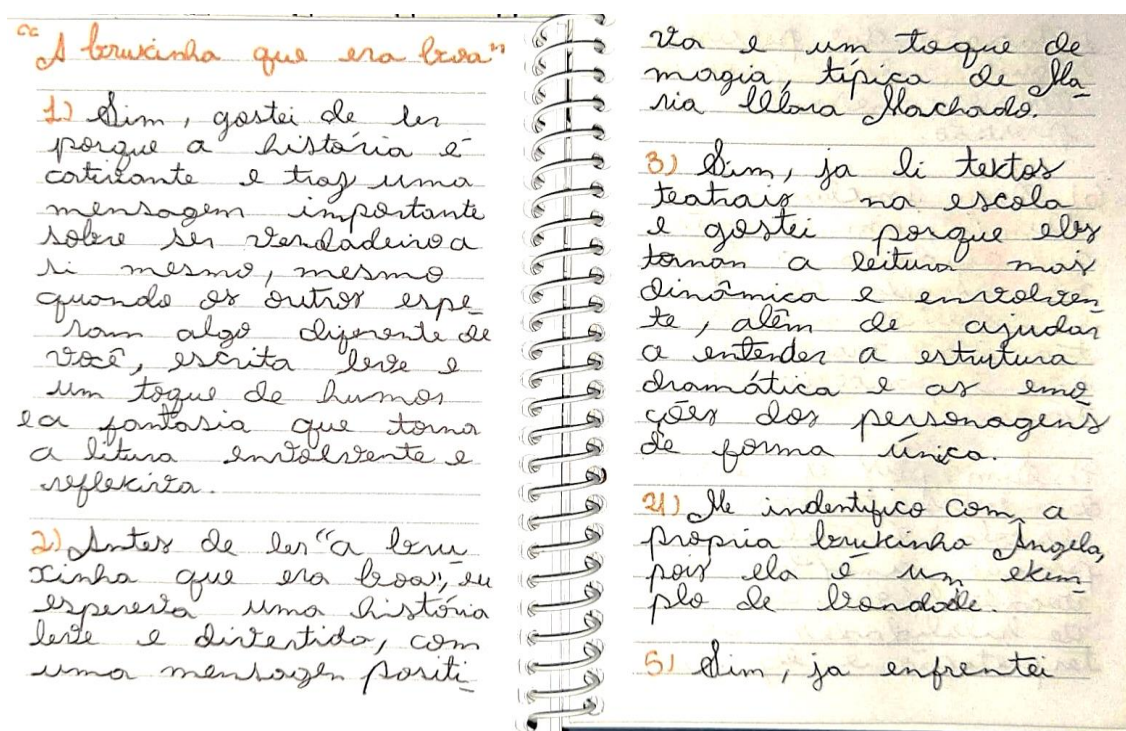 "A bruxinha que era boa"
1) Sim, gostei de ler
porque a história é
cativante e traz uma
mensagem importante
sobre ser verdadeiro a
si mesmo, mesmo
quando os outros espe-
ram algo diferente de
você, escrita leve e
um toque de humor
e a fantasia que torna
a litura envolvente e
reflexiva.
2) Antes de ler "a bru
xinha que era boa", eu
esperava uma história
leve e divertida, com
uma mensagen positi-
va e um toque de
magia, típica de Ma-
ria Clara Machado.
3) Sim, ja li textos
teatrais na escola
e gostei porque eles
tornan a leitura mais
dinâmica e envolven-
te, além de ajudar
a entender a estrutura
dramática e as emo-
ções dos personagens
de forma única.
4) Me indentifico com a
própria bruxinha Ângela,
pois ela é um exem-
plo de bondade.
5) Sim, ja enfrentei